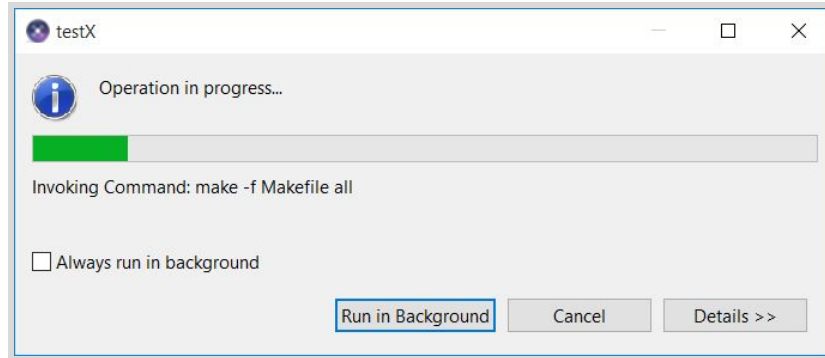 testX
Operation in progress...
Invoking Command: make -f Makefile all
Always run in background
Run in Background Cancel Details >>